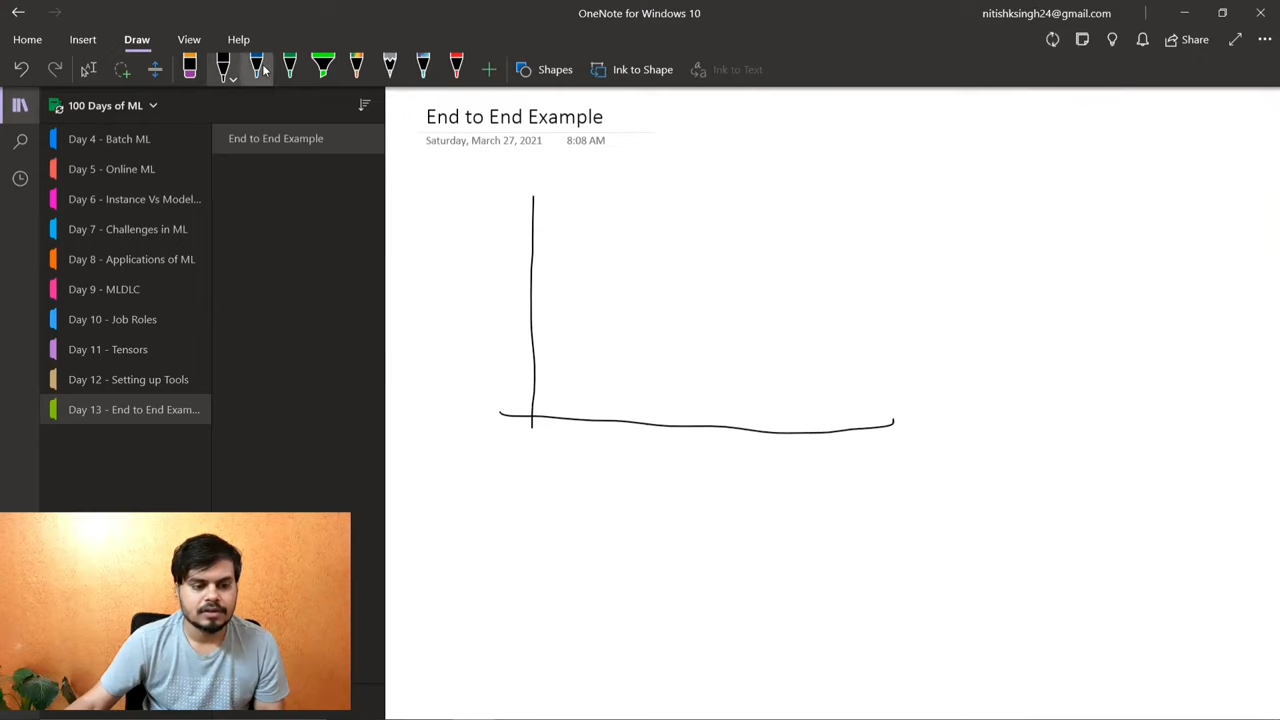 OneNote for Windows 10
nitishksingh24@gmail.com
Home
Insert
Draw
View
Help
Share
Shapes
Ink to Shape
Ink to Text
100 Days of ML
Day 4 - Batch ML
Day 5 - Online ML
Day 6 - Instance Vs Model...
Day 7 - Challenges in ML
Day 8 - Applications of ML
Day 9 - MLDLC
Day 10 - Job Roles
Day 11 - Tensors
Day 12 - Setting up Tools
Day 13 - End to End Exam...
End to End Example
End to End Example
Saturday, March 27, 2021 8:08 AM